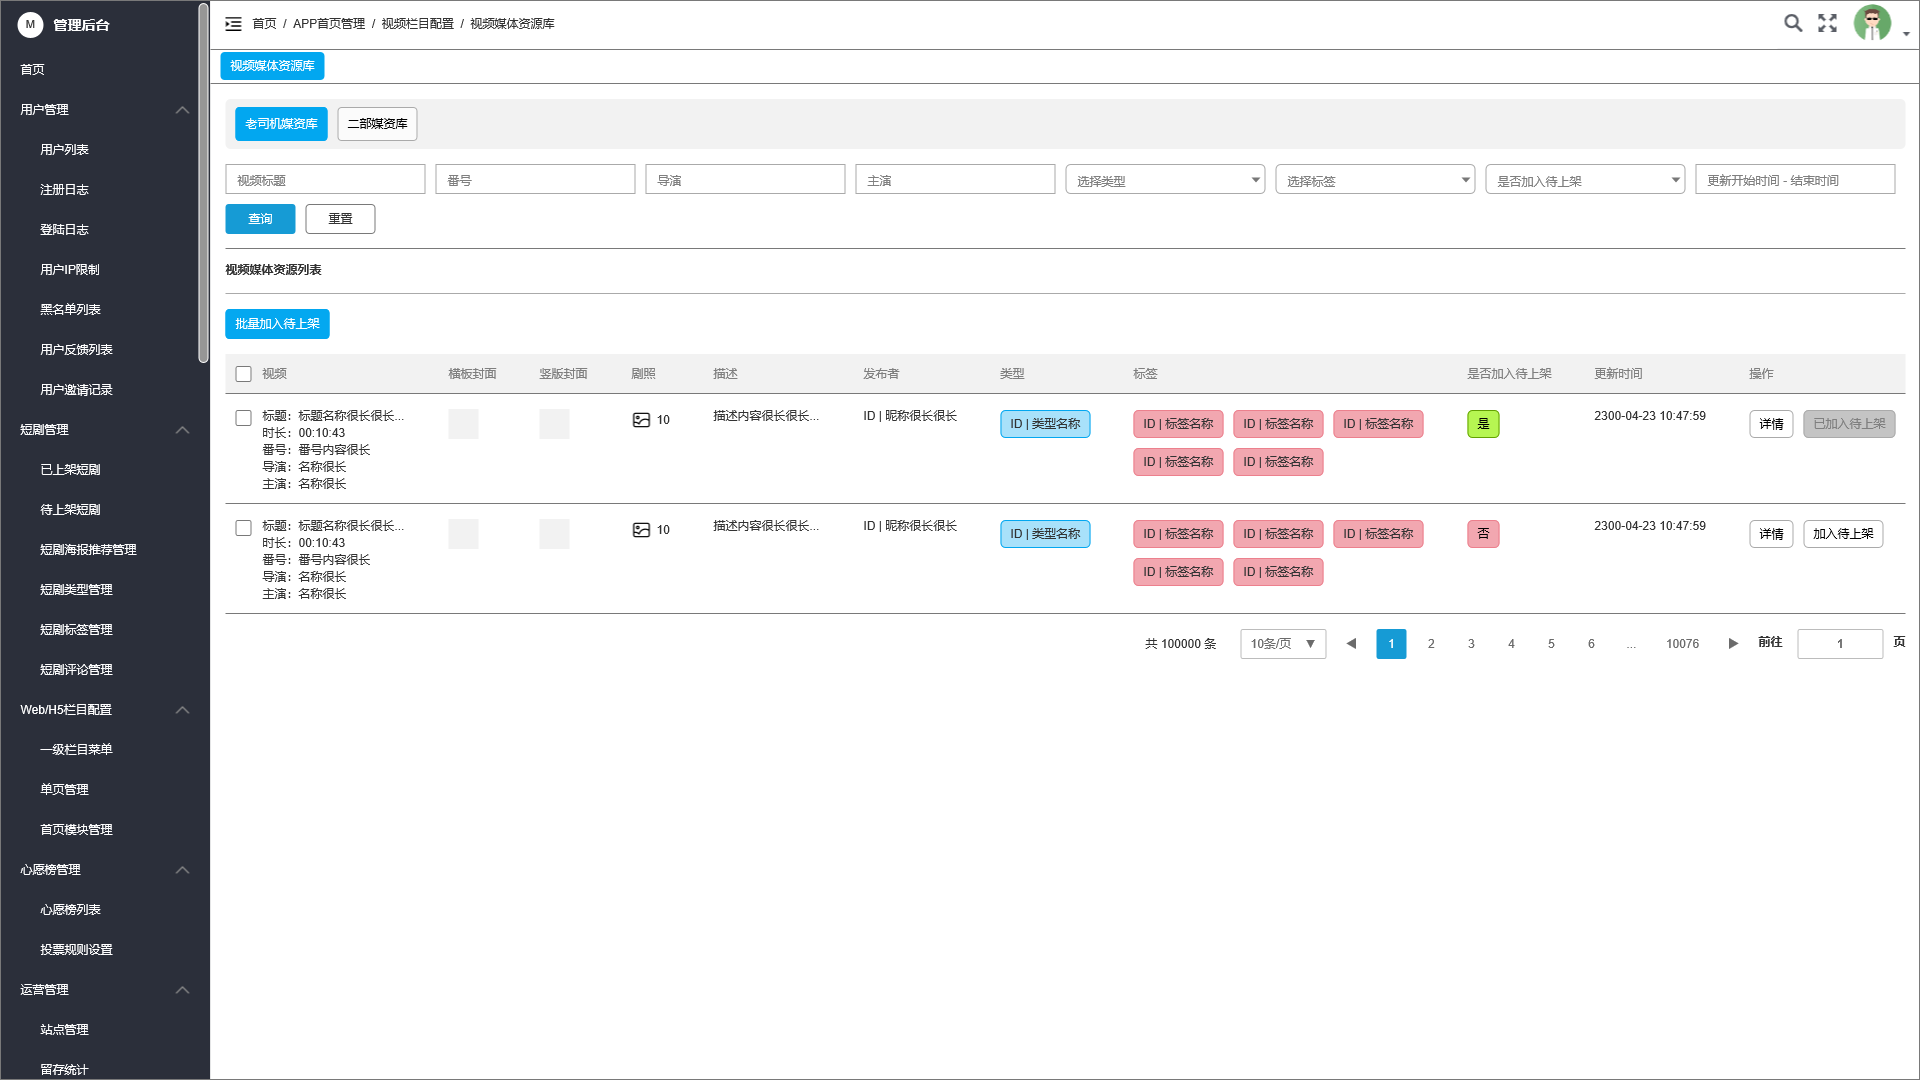 M 管理后台
首页
用户管理
用户列表
注册日志
登陆日志
用户IP限制
黑名单列表
用户反馈列表
用户邀请记录
短剧管理
已上架短剧
待上架短剧
短剧海报推荐管理
短剧类型管理
短剧标签管理
短剧评论管理
Web/H5栏目配置
一级栏目菜单
单页管理
首页模块管理
心愿榜管理
心愿榜列表
投票规则设置
运营管理
站点管理
留存统计
首页 / APP首页管理 / 视频栏目配置 / 视频媒体资源库
视频媒体资源库
老司机媒资库 二部媒资库
视频标题 番号 导演 主演 选择类型 选择标签 是否加入待上架 更新开始时间 - 结束时间
查询 重置
视频媒体资源列表
批量加入待上架
视频 横板封面 竖版封面 剧照 描述 发布者 类型 标签 是否加入待上架 更新时间 操作
标题：标题名称很长很长... 10 描述内容很长很长... ID | 昵称很长很长 ID | 类型名称 ID | 标签名称 ID | 标签名称 ID | 标签名称 是 2300-04-23 10:47:59 详情 已加入待上架
时长：00:10:43
番号：番号内容很长
导演：名称很长
主演：名称很长
ID | 标签名称 ID | 标签名称
标题：标题名称很长很长... 10 描述内容很长很长... ID | 昵称很长很长 ID | 类型名称 ID | 标签名称 ID | 标签名称 ID | 标签名称 否 2300-04-23 10:47:59 详情 加入待上架
时长：00:10:43
番号：番号内容很长
导演：名称很长
主演：名称很长
ID | 标签名称 ID | 标签名称
共 100000 条 10条/页 1 2 3 4 5 6 ... 10076 前往 1 页